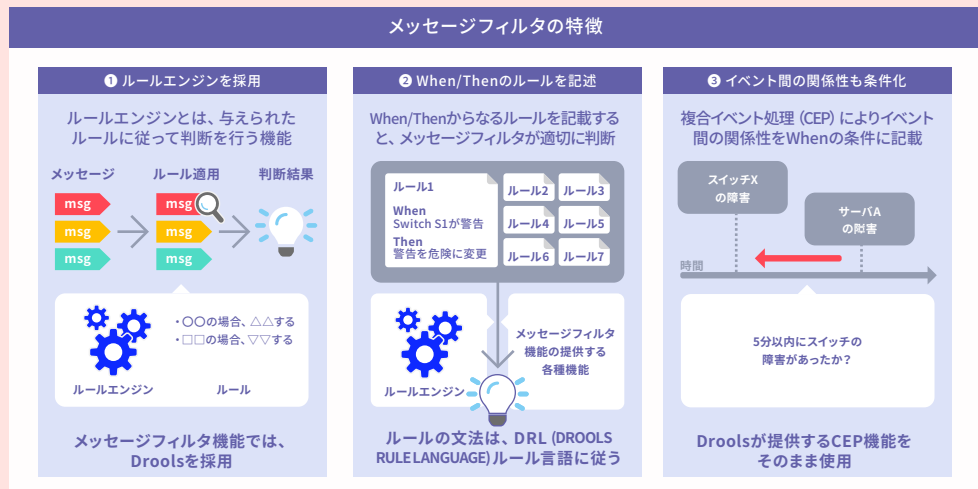 メッセージフィルタの特徴
❶ ルールエンジンを採用
ルールエンジンとは、与えられた
ルールに従って判断を行う機能
メッセージ
ルール適用
判断結果
msg
msg
msg
msg
msg
msg
・〇〇の場合、△△する
・□□の場合、▽▽する
ルールエンジン
ルール
メッセージフィルタ機能では、
Droolsを採用
❷ When/Thenのルールを記述
When/Thenからなるルールを記載する
と、メッセージフィルタが適切に判断
ルール1
When
Switch S1が警告
Then
警告を危険に変更
ルール2
ルール3
ルール4
ルール5
ルール6
ルール7
ルールエンジン
メッセージフィルタ
機能の提供する
各種機能
ルールの文法は、DRL (DROOLS
RULE LANGUAGE)ルール言語に従う
❸ イベント間の関係性も条件化
複合イベント処理 (CEP) によりイベント
間の関係性をWhenの条件に記載
スイッチX
の障害
サーバA
の障害
時間
5分以内にスイッチの
障害があったか？
Droolsが提供するCEP機能を
そのまま使用